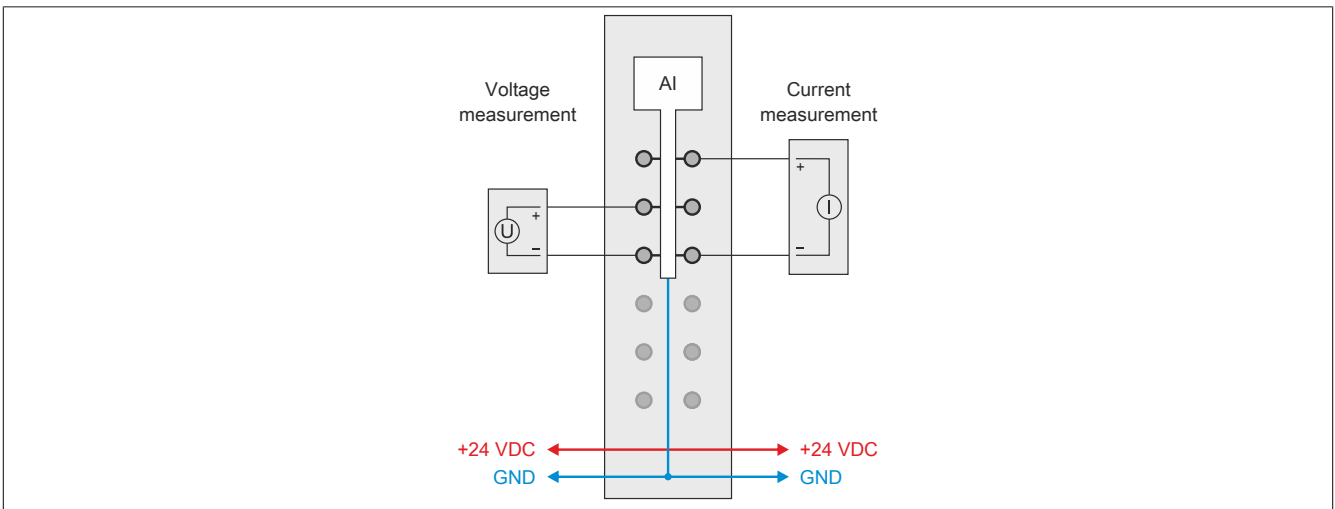 AI
Voltage
measurement
Current
measurement
+
I
−
+
U
−
+24 VDC
+24 VDC
GND
GND